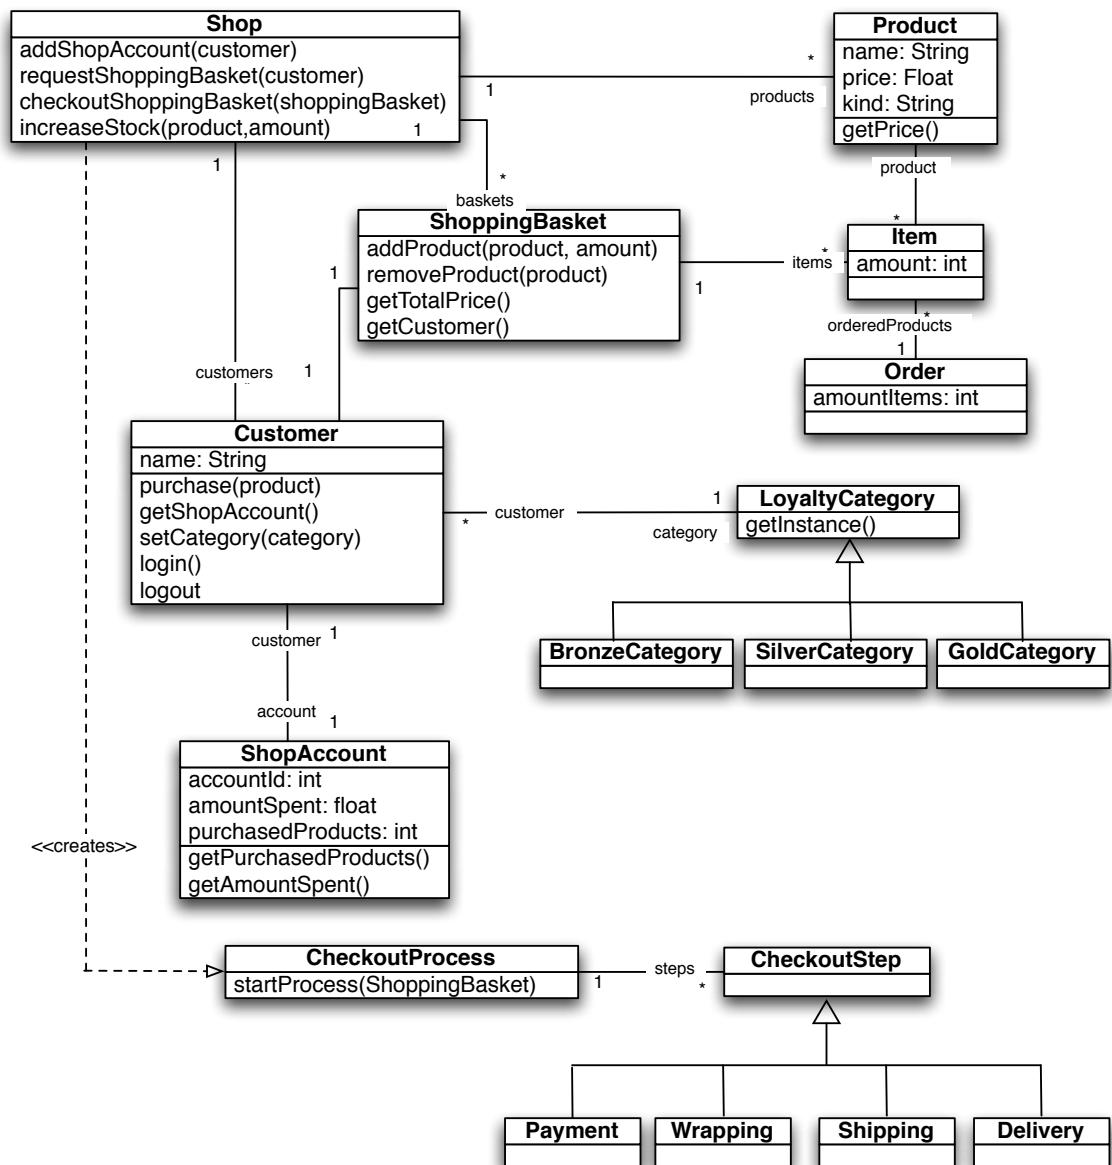 Shop
addShopAccount(customer)
requestShoppingBasket(customer)
checkoutShoppingBasket(shoppingBasket)
increaseStock(product,amount)
1
1
1
*
products
Product
name: String
price: Float
kind: String
getPrice()
product
*
*
baskets
ShoppingBasket
addProduct(product, amount)
removeProduct(product)
getTotalPrice()
getCustomer()
1
1
items
*
Item
amount: int
orderedProducts
*
1
Order
amountItems: int
customers
1
Customer
name: String
purchase(product)
getShopAccount()
setCategory(category)
login()
logout
*
customer
1
category
LoyaltyCategory
getInstance()
BronzeCategory
SilverCategory
GoldCategory
customer
1
account
1
ShopAccount
accountId: int
amountSpent: float
purchasedProducts: int
getPurchasedProducts()
getAmountSpent()
<<creates>>
CheckoutProcess
startProcess(ShoppingBasket)
1
steps
*
CheckoutStep
Payment
Wrapping
Shipping
Delivery